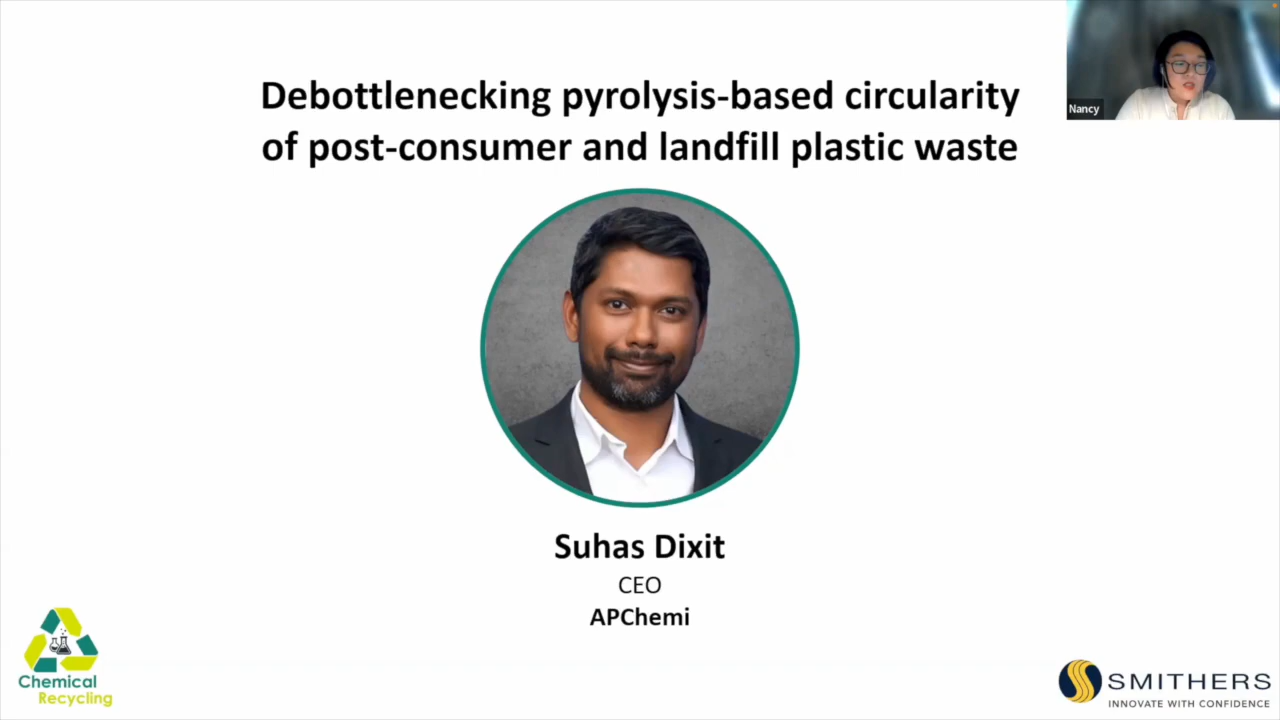 Debottlenecking pyrolysis-based circularity
of post-consumer and landfill plastic waste
Nancy
Suhas Dixit
CEO
APChemi
Chemical
Recycling
SMITHERS
INNOVATE WITH CONFIDENCE